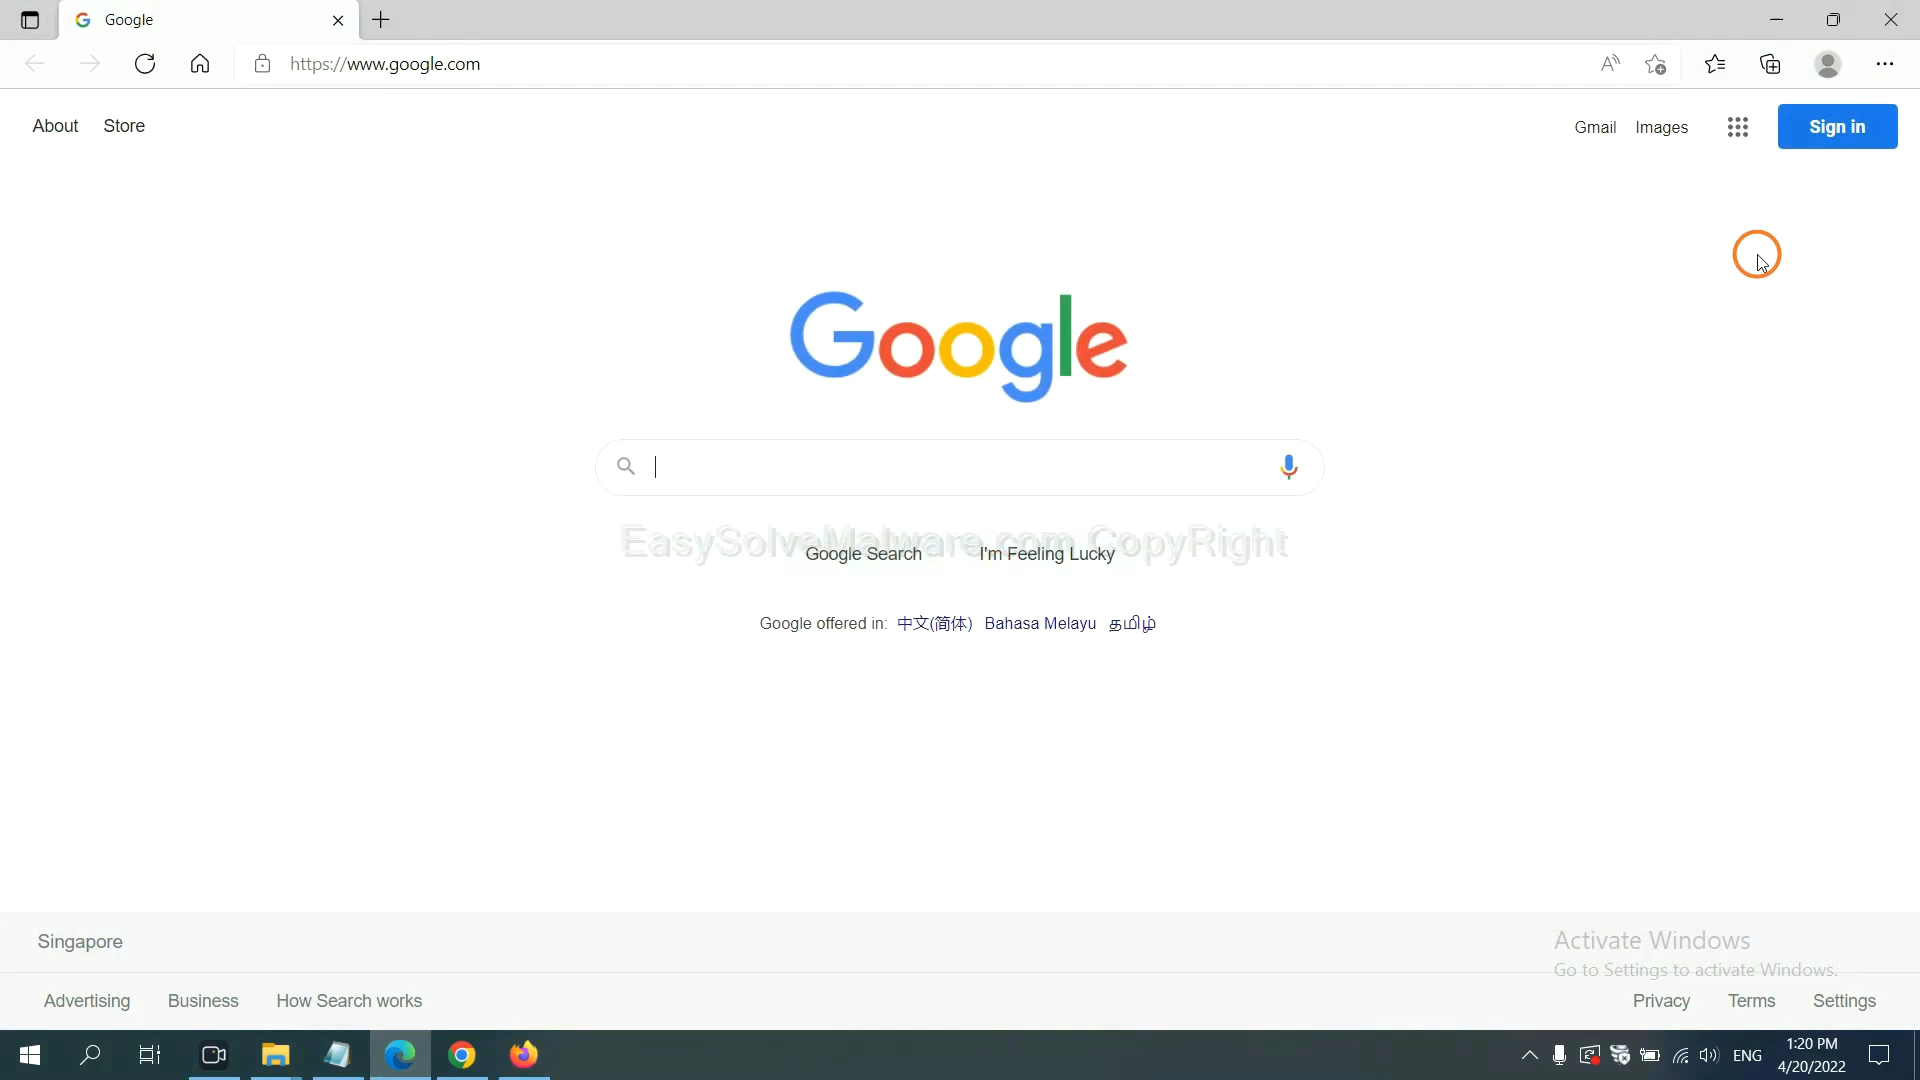 Google
https://www.google.com
About Store
Gmail Images Sign in
Google
EasySolveMalware.com CopyRight
Google Search I'm Feeling Lucky
Google offered in: 中文(简体) Bahasa Melayu தமிழ்
Singapore
Activate Windows
Go to Settings to activate Windows.
Advertising Business How Search works
Privacy Terms Settings
ENG
1:20 PM
4/20/2022